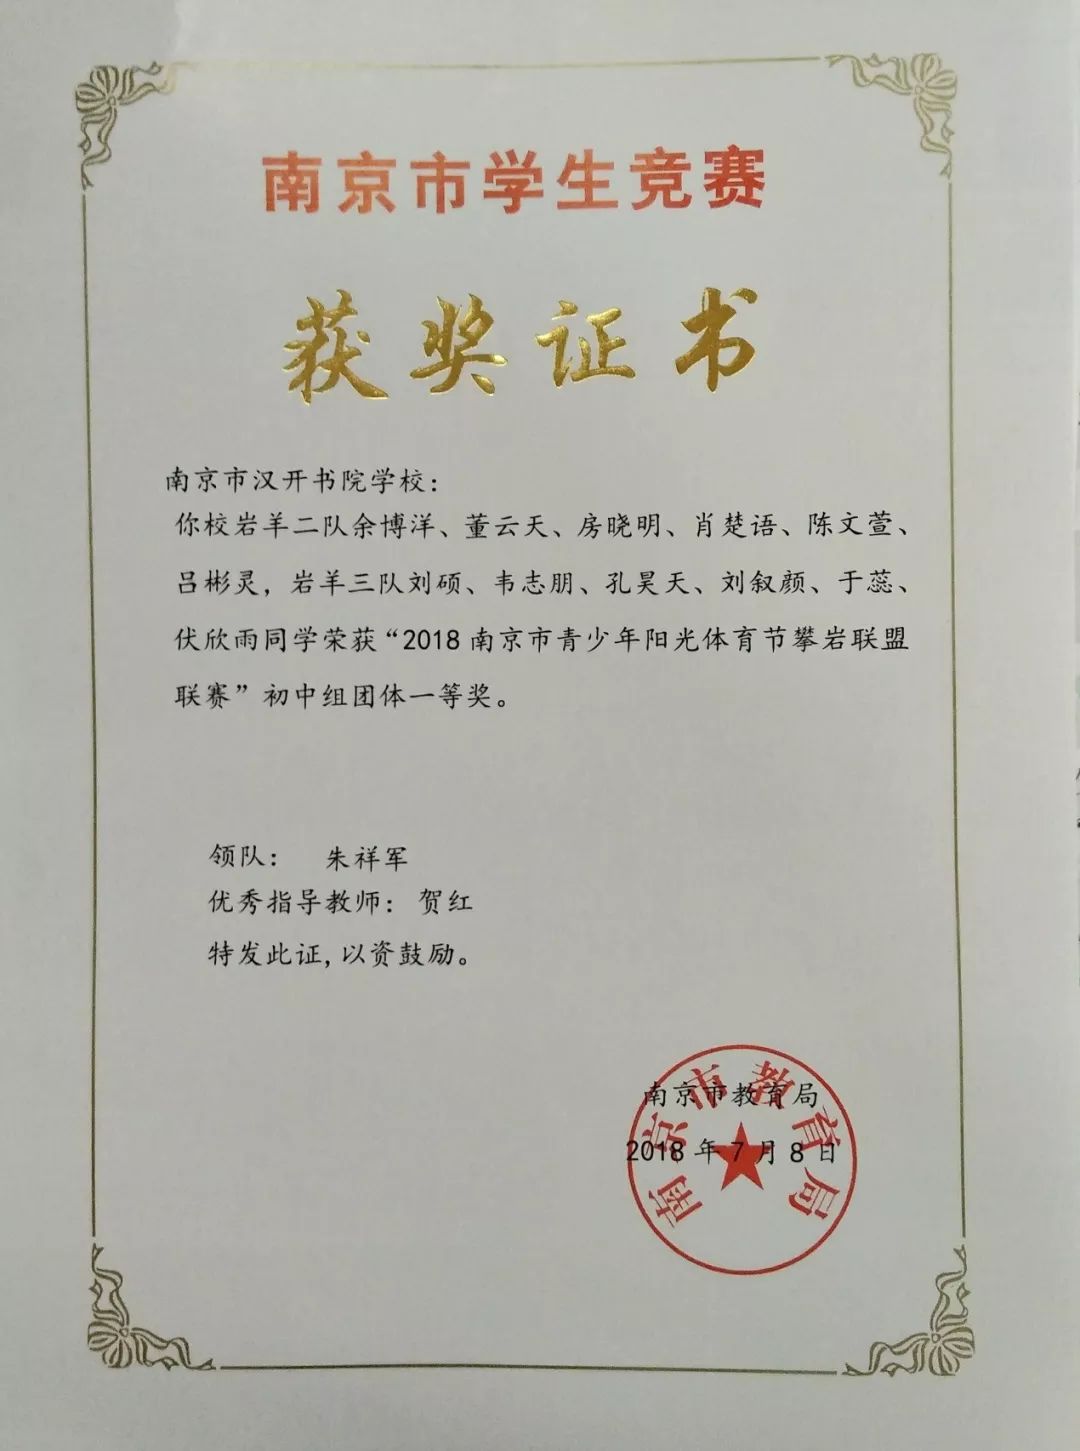 南京市学生竞赛
获奖证书
南京市汉开书院学校：
你校岩羊二队余博洋、董云天、房晓明、肖楚语、陈文萱、
吕彬灵，岩羊三队刘硕、韦志朋、孔昊天、刘叙颜、于蕊、
伏欣雨同学荣获“2018南京市青少年阳光体育节攀岩联盟
联赛”初中组团体一等奖。
领队： 朱祥军
优秀指导教师：贺红
特发此证,以资鼓励。
南京市教育局
2018年7月8日
南京市教育局